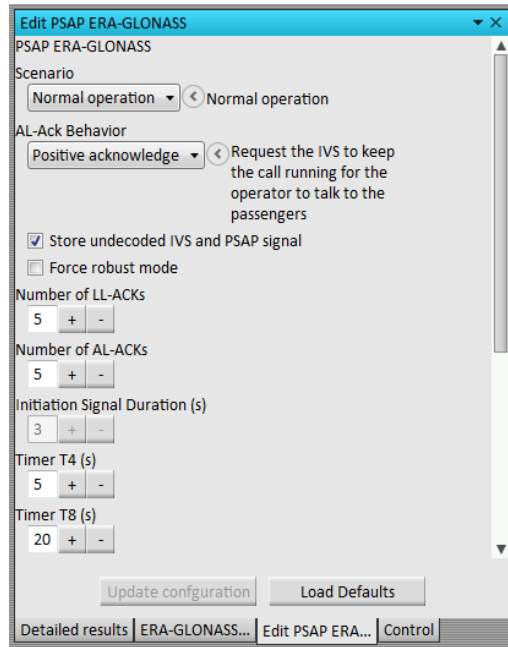 Edit PSAP ERA-GLONASS
PSAP ERA-GLONASS
Scenario
Normal operation Normal operation
AL-Ack Behavior
Positive acknowledge Request the IVS to keep
the call running for the
operator to talk to the
passengers
Store undecoded IVS and PSAP signal
Force robust mode
Number of LL-ACKs
5 + -
Number of AL-ACKs
5 + -
Initiation Signal Duration (s)
3 + -
Timer T4 (s)
5 + -
Timer T8 (s)
20 + -
Update confguration Load Defaults
Detailed results ERA-GLONASS... Edit PSAP ERA... Control